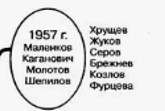 1957 г.
Маленков
Каганович
Молотов
Шепилов
Хрущев
Жуков
Серов
Брежнев
Козлов
Фурцева